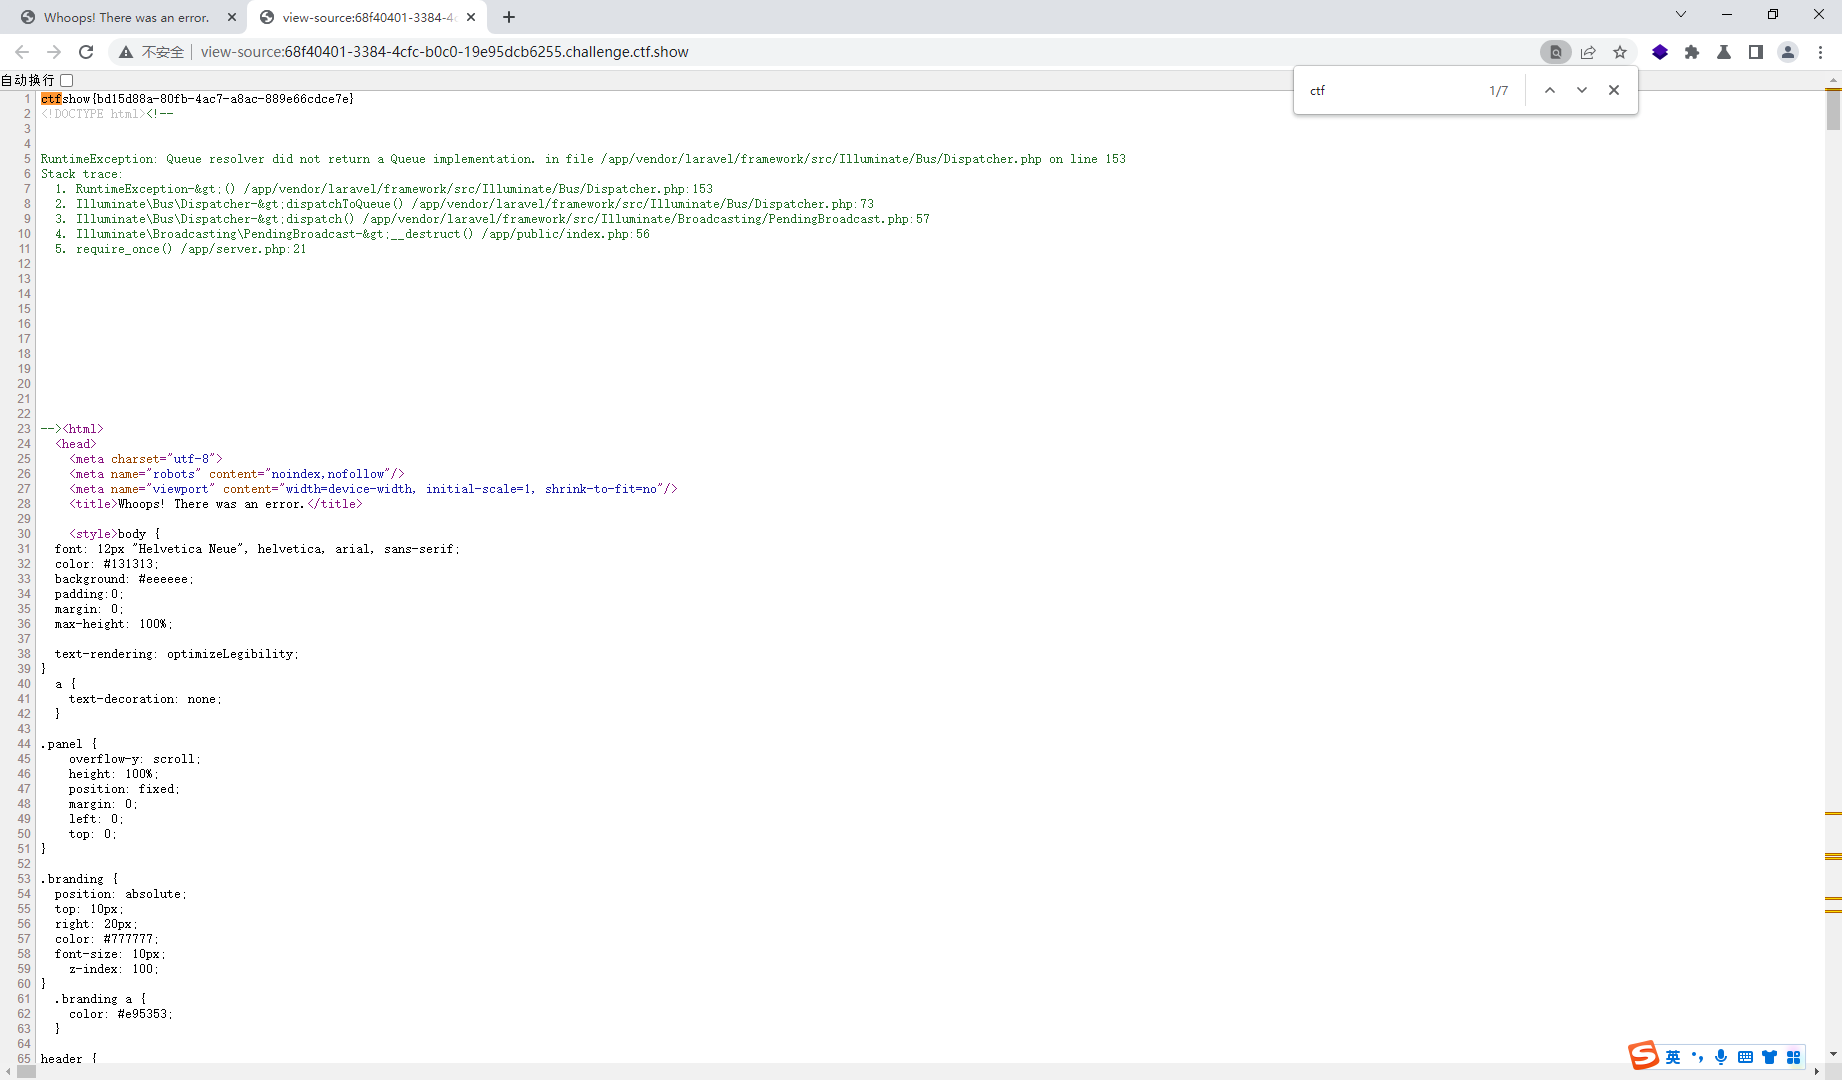 Whoops! There was an error.
view-source:68f40401-3384-4c
不安全
view-source:68f40401-3384-4cfc-b0c0-19e95dcb6255.challenge.ctf.show
ctf
1/7
自动换行
1 ctfshow{bd15d88a-80fb-4ac7-a8ac-889e66cdce7e}
2 <!DOCTYPE html><!--
3
4
5 RuntimeException: Queue resolver did not return a Queue implementation. in file /app/vendor/laravel/framework/src/Illuminate/Bus/Dispatcher.php on line 153
6 Stack trace:
7   1. RuntimeException-&gt;() /app/vendor/laravel/framework/src/Illuminate/Bus/Dispatcher.php:153
8   2. Illuminate\Bus\Dispatcher-&gt;dispatchToQueue() /app/vendor/laravel/framework/src/Illuminate/Bus/Dispatcher.php:73
9   3. Illuminate\Bus\Dispatcher-&gt;dispatch() /app/vendor/laravel/framework/src/Illuminate/Broadcasting/PendingBroadcast.php:57
10   4. Illuminate\Broadcasting\PendingBroadcast-&gt;__destruct() /app/public/index.php:56
11   5. require_once() /app/server.php:21
12
13
14
15
16
17
18
19
20
21
22
23 --><html>
24   <head>
25     <meta charset="utf-8">
26     <meta name="robots" content="noindex,nofollow"/>
27     <meta name="viewport" content="width=device-width, initial-scale=1, shrink-to-fit=no"/>
28     <title>Whoops! There was an error.</title>
29
30     <style>body {
31   font: 12px "Helvetica Neue", helvetica, arial, sans-serif;
32   color: #131313;
33   background: #eeeeee;
34   padding:0;
35   margin: 0;
36   max-height: 100%;
37
38   text-rendering: optimizeLegibility;
39 }
40   a {
41     text-decoration: none;
42   }
43
44 .panel {
45     overflow-y: scroll;
46     height: 100%;
47     position: fixed;
48     margin: 0;
49     left: 0;
50     top: 0;
51 }
52
53 .branding {
54   position: absolute;
55   top: 10px;
56   right: 20px;
57   color: #777777;
58   font-size: 10px;
59     z-index: 100;
60 }
61   .branding a {
62     color: #e95353;
63   }
64
65 header {
英